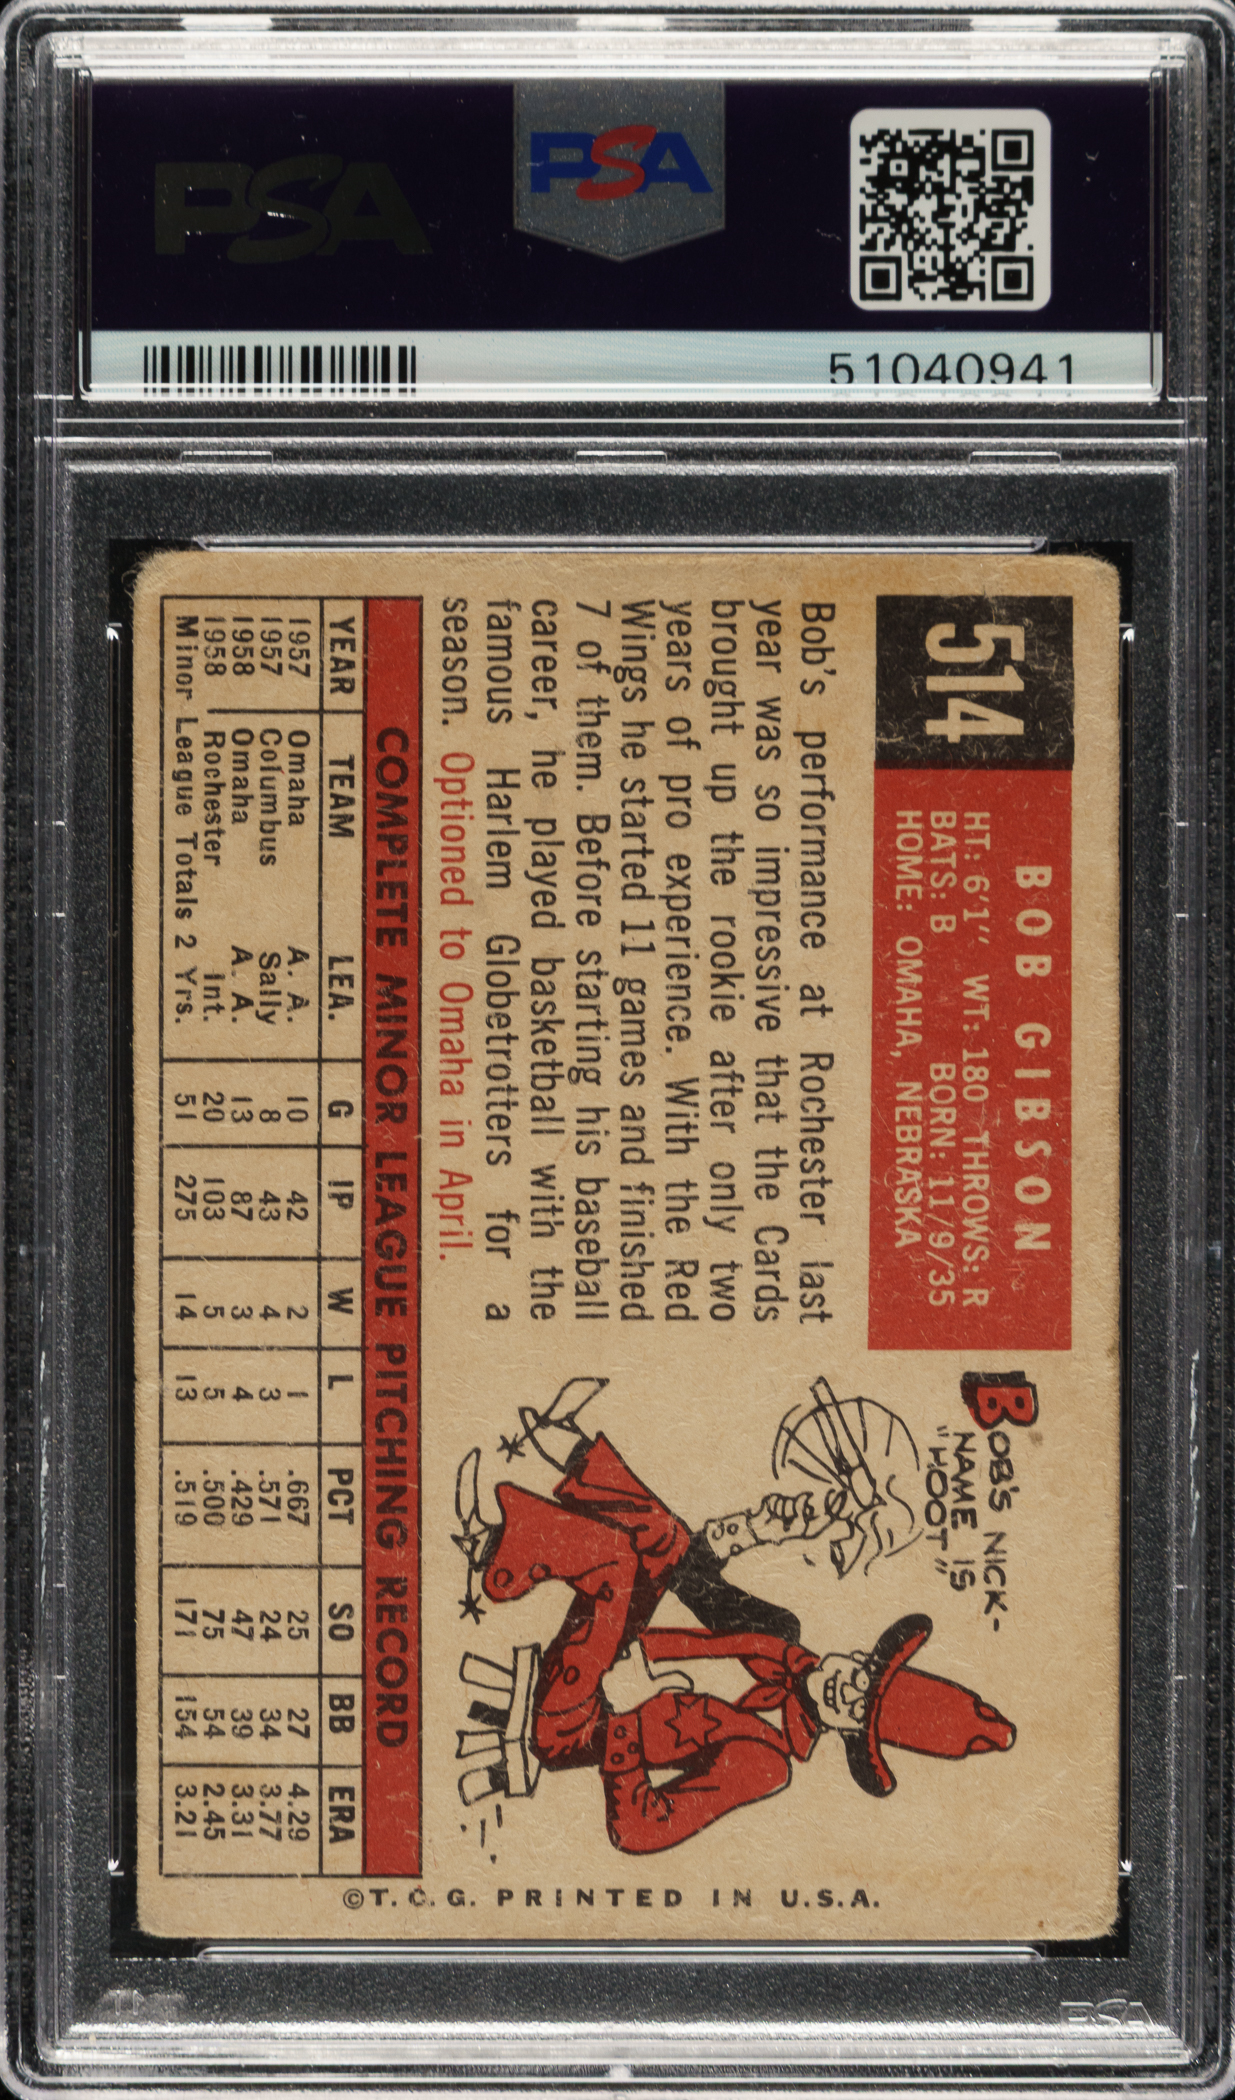 PSA
PSA
51040941
514
BOB GIBSON
HT: 6'1" WT: 180 THROWS: R
BATS: B BORN: 11/9/35
HOME: OMAHA, NEBRASKA
Bob's performance at Rochester last
year was so impressive that the Cards
brought up the rookie after only two
years of pro experience. With the Red
Wings he started 11 games and finished
7 of them. Before starting his baseball
career, he played basketball with the
famous Harlem Globetrotters for a
season. Optioned to Omaha in April.
BOB'S NICK-
NAME IS
"HOOT"
COMPLETE MINOR LEAGUE PITCHING RECORD
YEAR TEAM LEA. G IP W L PCT SO BB ERA
1957 Omaha A. A. 10 42 2 1 .667 25 27 4.29
1957 Columbus Sally 8 43 4 3 .571 24 34 3.77
1958 Omaha A. A. 13 87 3 4 .429 47 39 3.31
1958 Rochester Int. 20 103 5 5 .500 75 54 2.45
Minor League Totals 2 Yrs. 51 275 14 13 .519 171 154 3.21
©T. C. G. PRINTED IN U.S.A.
PSA